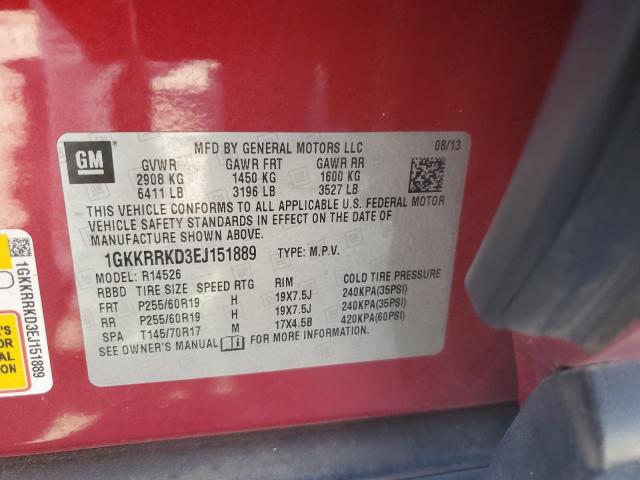 GM
MFD BY GENERAL MOTORS LLC 08/13
GVWR GAWR FRT GAWR RR
2908 KG 1450 KG 1600 KG
6411 LB 3196 LB 3527 LB
THIS VEHICLE CONFORMS TO ALL APPLICABLE U.S. FEDERAL MOTOR
VEHICLE SAFETY STANDARDS IN EFFECT ON THE DATE OF
MANUFACTURE SHOWN ABOVE.
1GKKRRKD3EJ151889 TYPE: M.P.V.
MODEL: R14526
RBBD TIRE SIZE SPEED RTG RIM COLD TIRE PRESSURE
FRT P255/60R19 H 19X7.5J 240KPA(35PSI)
RR P255/60R19 H 19X7.5J 240KPA(35PSI)
SPA T145/70R17 M 17X4.5B 420KPA(60PSI)
SEE OWNER'S MANUAL FOR MORE INFORMATION
1GKKRRKD3EJ151889